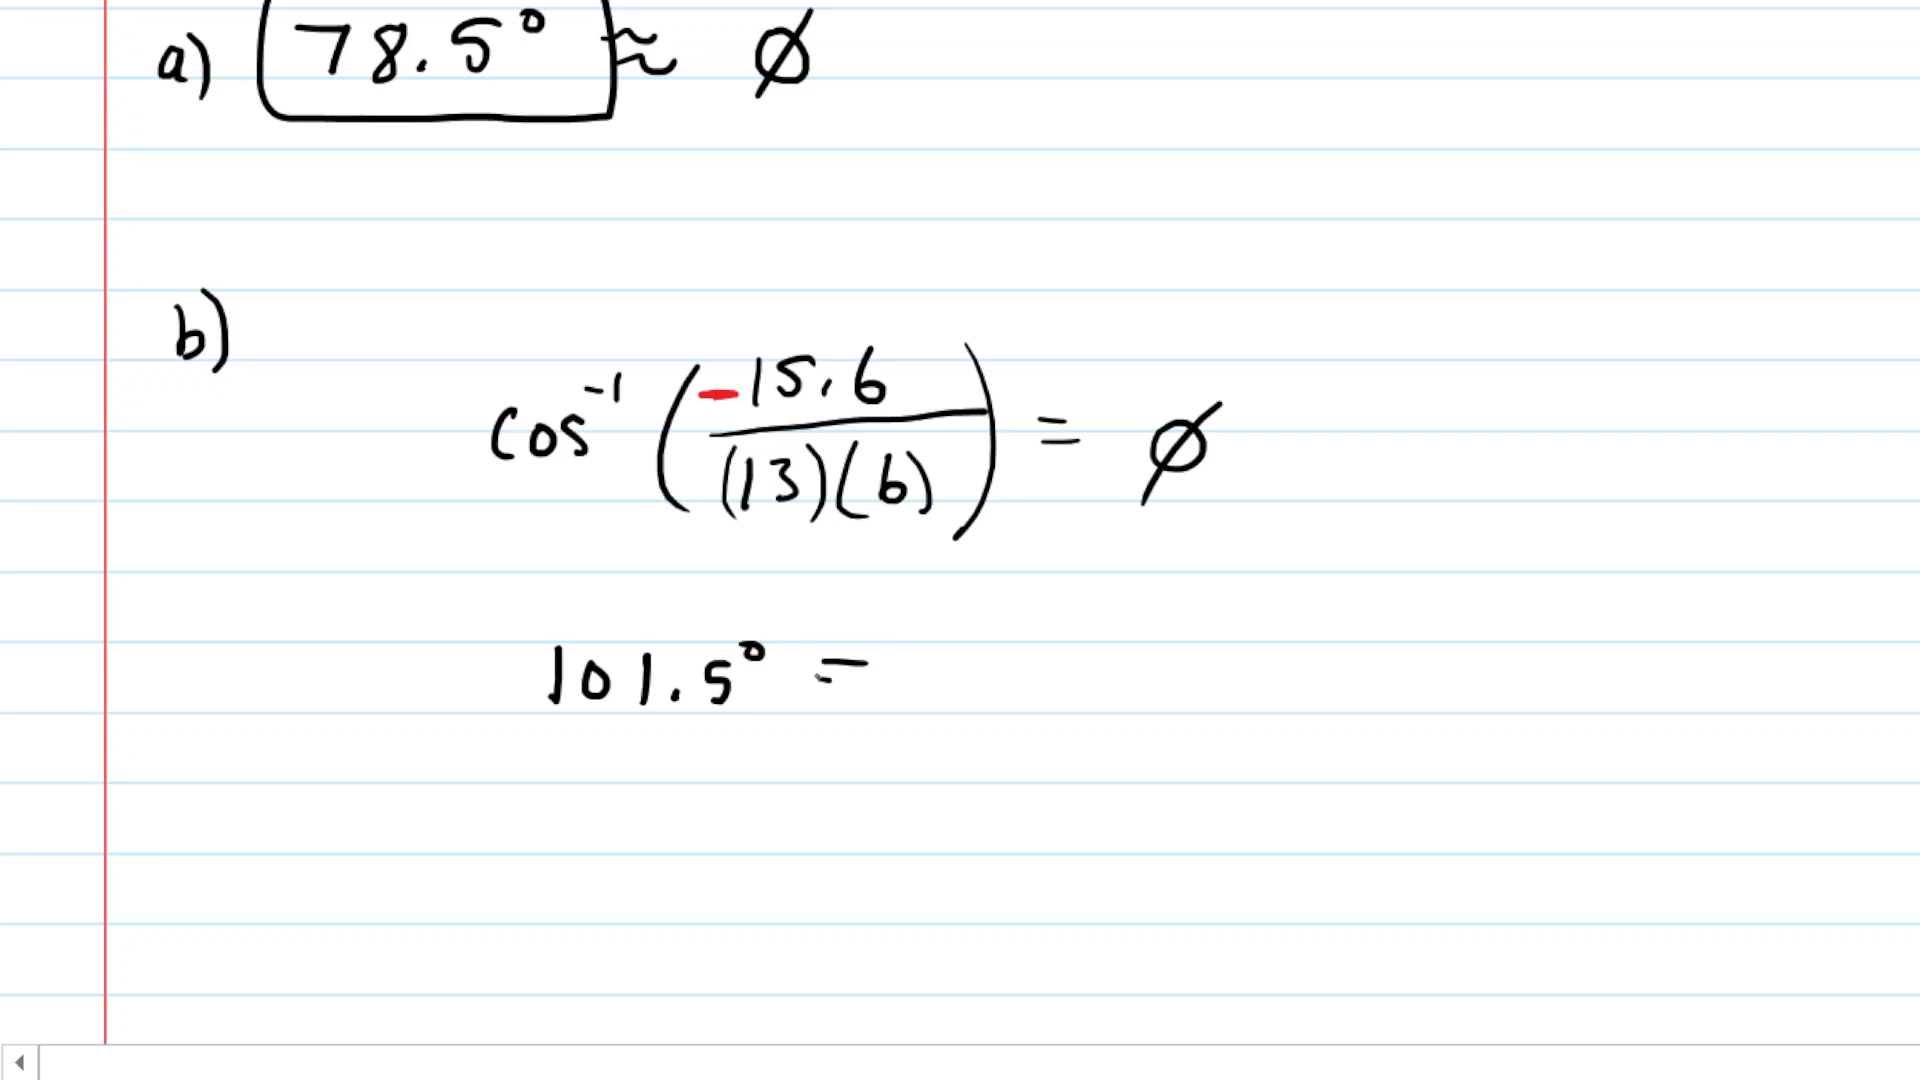 a) 78.5° ≈ ∅
b)
cos⁻¹ (-15.6 / (13)(6)) = ∅
101.5° =